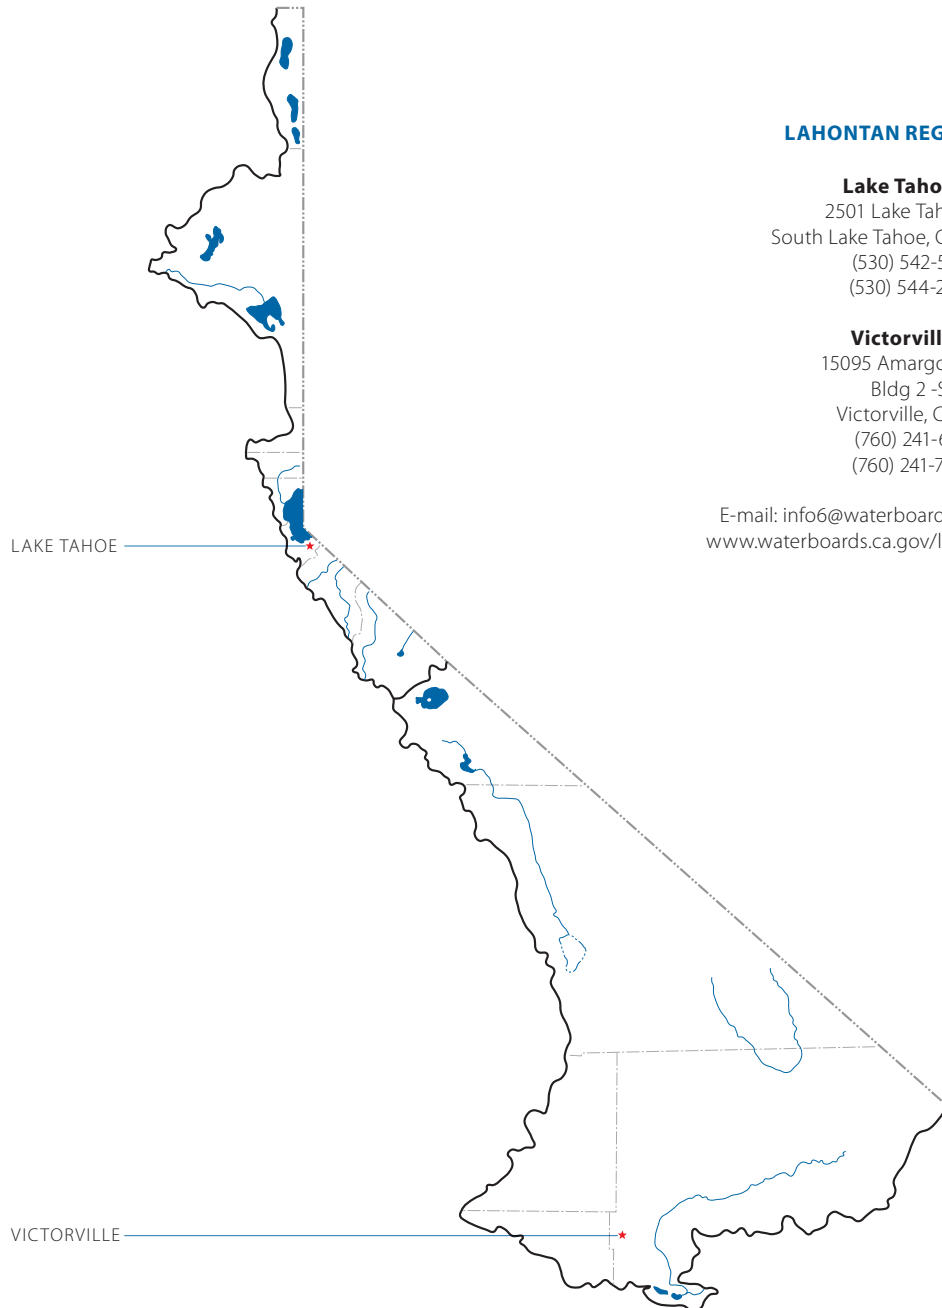 LAHONTAN REG
Lake Taho
2501 Lake Tah
South Lake Tahoe, C
(530) 542-5
(530) 544-2
Victorvill
15095 Amargo
Bldg 2 -S
Victorville, C
(760) 241-6
(760) 241-7
E-mail: info6@waterboard
www.waterboards.ca.gov/l
LAKE TAHOE
VICTORVILLE